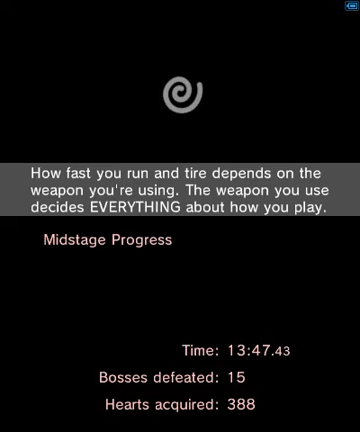 How fast you run and tire depends on the
weapon you're using. The weapon you use
decides EVERYTHING about how you play.
Midstage Progress
Time: 13:47.43
Bosses defeated: 15
Hearts acquired: 388